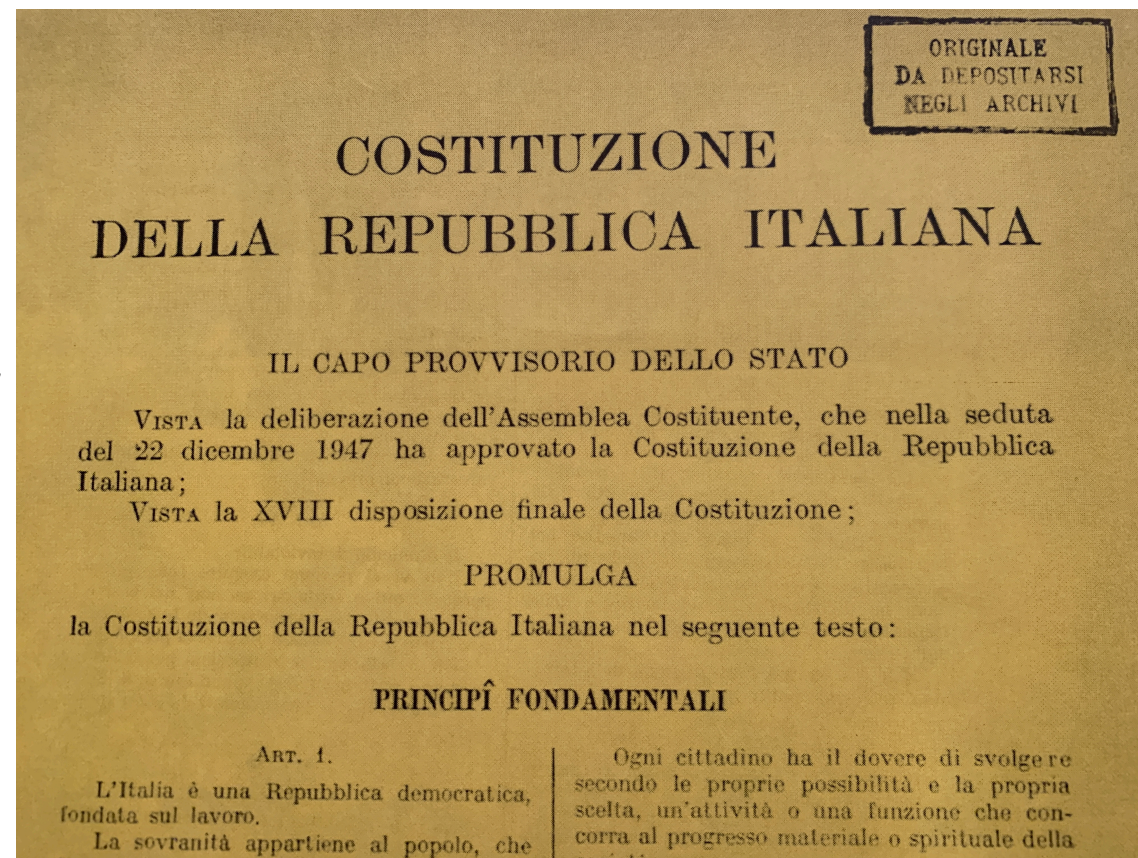 ORIGINALE
DA DEPOSITARSI
NEGLI ARCHIVI
COSTITUZIONE
DELLA REPUBBLICA ITALIANA
IL CAPO PROVVISORIO DELLO STATO
VISTA la deliberazione dell'Assemblea Costituente, che nella seduta
del 22 dicembre 1947 ha approvato la Costituzione della Repubblica
Italiana;
VISTA la XVIII disposizione finale della Costituzione;
PROMULGA
la Costituzione della Repubblica Italiana nel seguente testo:
PRINCIPÎ FONDAMENTALI
ART. 1.
L'Italia è una Repubblica democratica,
fondata sul lavoro.
La sovranità appartiene al popolo, che
Ogni cittadino ha il dovere di svolgere
secondo le proprie possibilità e la propria
scelta, un'attività o una funzione che con-
corra al progresso materiale o spirituale della